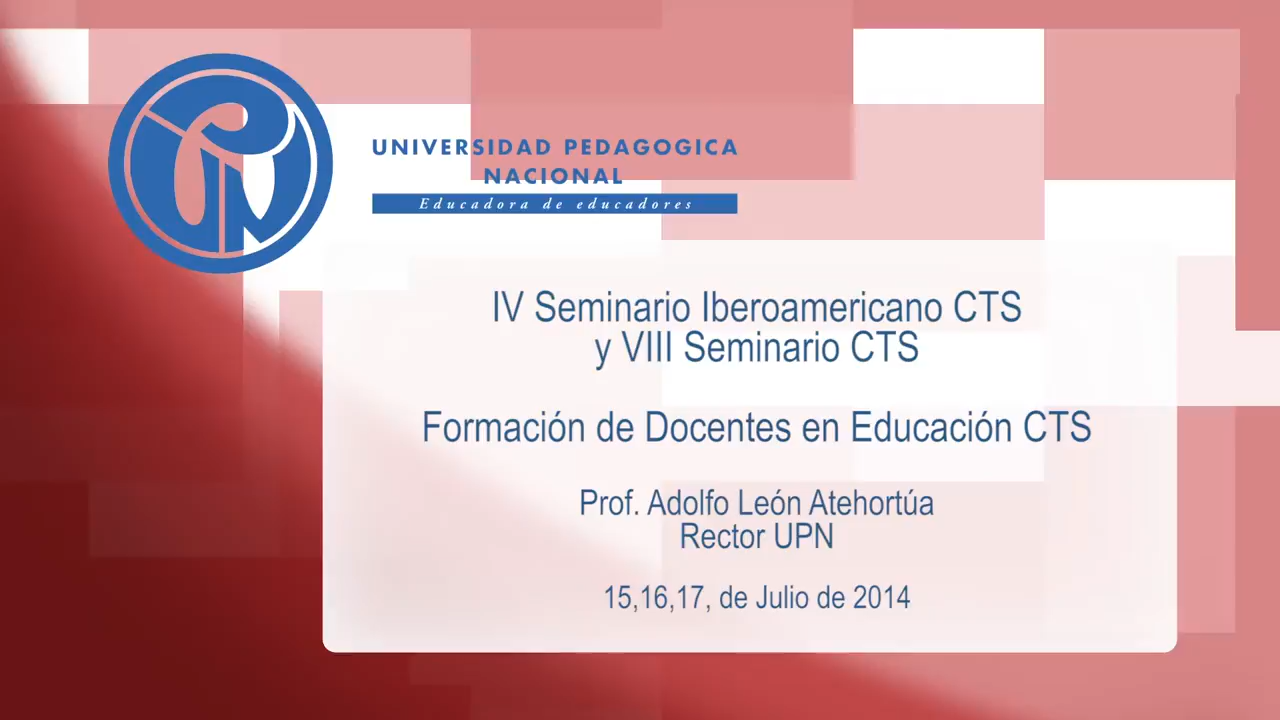 UNIVERSIDAD PEDAGOGICA
NACIONAL
Educadora de educadores
IV Seminario Iberoamericano CTS
y VIII Seminario CTS
Formación de Docentes en Educación CTS
Prof. Adolfo León Atehortúa
Rector UPN
15,16,17, de Julio de 2014